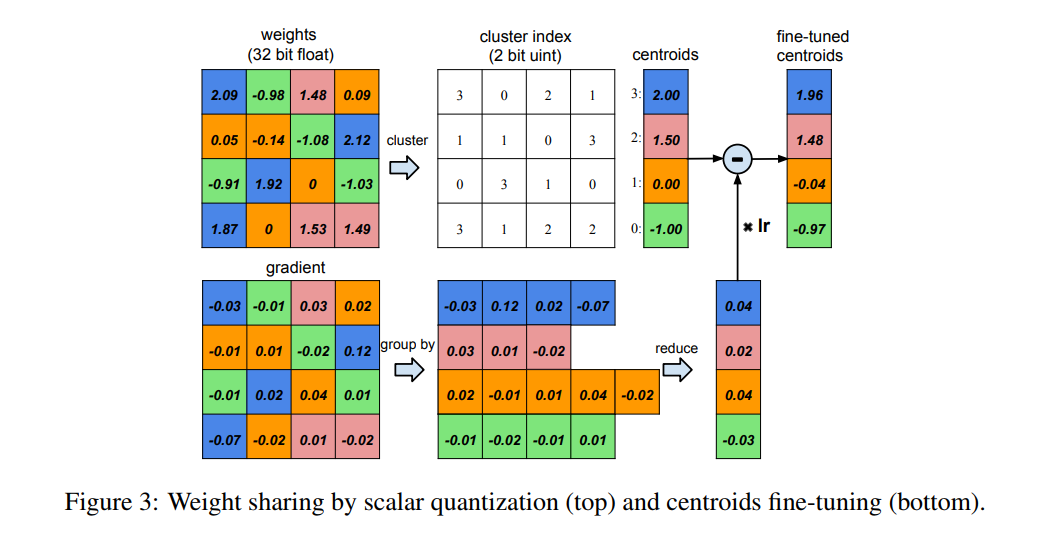 weights
(32 bit float)
cluster index
(2 bit uint)
centroids
fine-tuned
centroids
2.09 -0.98 1.48 0.09
3 0 2 1
3: 2.00
1.96
0.05 -0.14 -1.08 2.12
cluster
1 1 0 3
2: 1.50
1.48
-0.91 1.92 0 -1.03
0 3 1 0
1: 0.00
-0.04
1.87 0 1.53 1.49
3 1 2 2
0: -1.00
× lr
-0.97
gradient
-0.03 -0.01 0.03 0.02
-0.03 0.12 0.02 -0.07
0.04
-0.01 0.01 -0.02 0.12
group by
0.03 0.01 -0.02
reduce
0.02
-0.01 0.02 0.04 0.01
0.02 -0.01 0.01 0.04 -0.02
0.04
-0.07 -0.02 0.01 -0.02
-0.01 -0.02 -0.01 0.01
-0.03
Figure 3: Weight sharing by scalar quantization (top) and centroids fine-tuning (bottom).